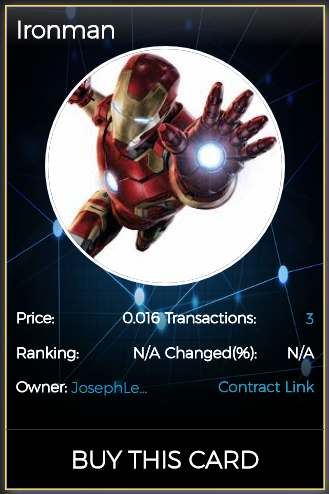 Ironman
Price: 0.016 Transactions: 3
Ranking: N/A Changed(%): N/A
Owner: JosephLe... Contract Link
BUY THIS CARD